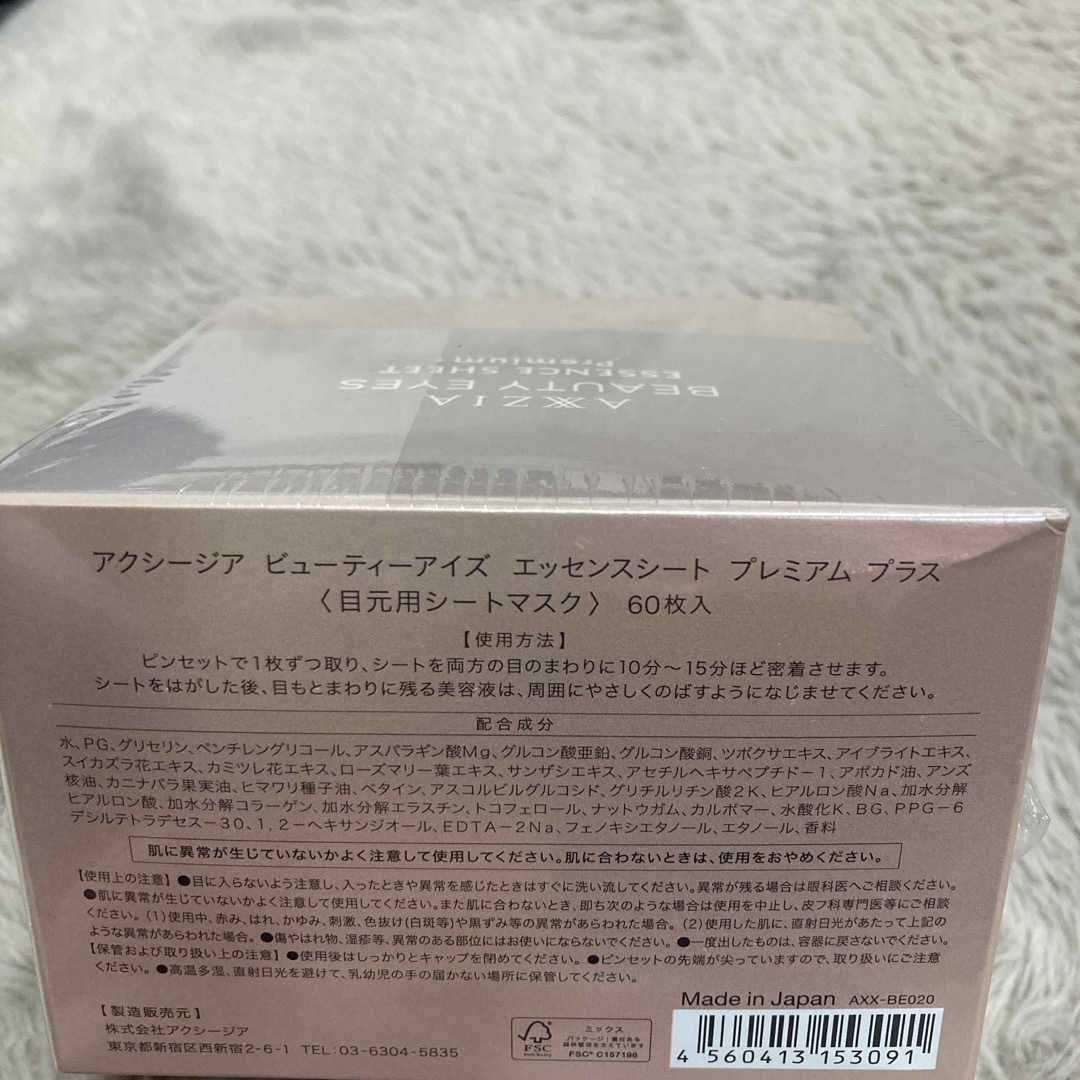 AXXZIA
BEAUTY EYES
ESSENCE SHEET
Premium+
アクシージア ビューティーアイズ エッセンスシート プレミアム プラス
〈目元用シートマスク〉 60枚入
【使用方法】
ピンセットで1枚ずつ取り、シートを両方の目のまわりに10分〜15分ほど密着させます。
シートをはがした後、目もとまわりに残る美容液は、周囲にやさしくのばすようになじませてください。
配合成分
水、PG、グリセリン、ペンチレングリコール、アスパラギン酸Mg、グルコン酸亜鉛、グルコン酸銅、ツボクサエキス、アイブライトエキス、
スイカズラ花エキス、カミツレ花エキス、ローズマリー葉エキス、サンザシエキス、アセチルヘキサペプチド-1、アボカド油、アンズ
核油、カニナバラ果実油、ヒマワリ種子油、ベタイン、アスコルビルグルコシド、グリチルリチン酸2K、ヒアルロン酸Na、加水分解
ヒアルロン酸、加水分解コラーゲン、加水分解エラスチン、トコフェロール、ナットウガム、カルボマー、水酸化K、BG、PPG-6
デシルテトラデセス-30、1,2-ヘキサンジオール、EDTA-2Na、フェノキシエタノール、エタノール、香料
肌に異常が生じていないかよく注意して使用してください。肌に合わないときは、使用をおやめください。
【使用上の注意】●目に入らないよう注意し、入ったときや異常を感じたときはすぐに洗い流してください。異常が残る場合は眼科医へご相談ください。
●肌に異常が生じていないかよく注意して使用してください。また肌に合わないとき、即ち次のような場合は使用を中止し、皮フ科専門医等にご相談
ください。(1)使用中、赤み、はれ、かゆみ、刺激、色抜け(白斑等)や黒ずみ等の異常があらわれた場合。(2)使用した肌に、直射日光があたって上記の
ような異常があらわれた場合。●傷やはれ物、湿疹等、異常のある部位にはお使いにならないでください。●一度出したものは、容器に戻さないでください。
【保管および取り扱い上の注意】●使用後はしっかりとキャップを閉めてください。●ピンセットの先端が尖っていますので、取り扱いにご注意
ください。●高温多湿、直射日光を避けて、乳幼児の手の届かない場所に保管してください。
【製造販売元】
株式会社アクシージア
東京都新宿区西新宿2-6-1 TEL:03-6304-5835
FSC
www.fsc.org
ミックス
パッケージ|責任ある
森林管理を支えています
FSC® C157196
Made in Japan AXX-BE020
4 560413 153091